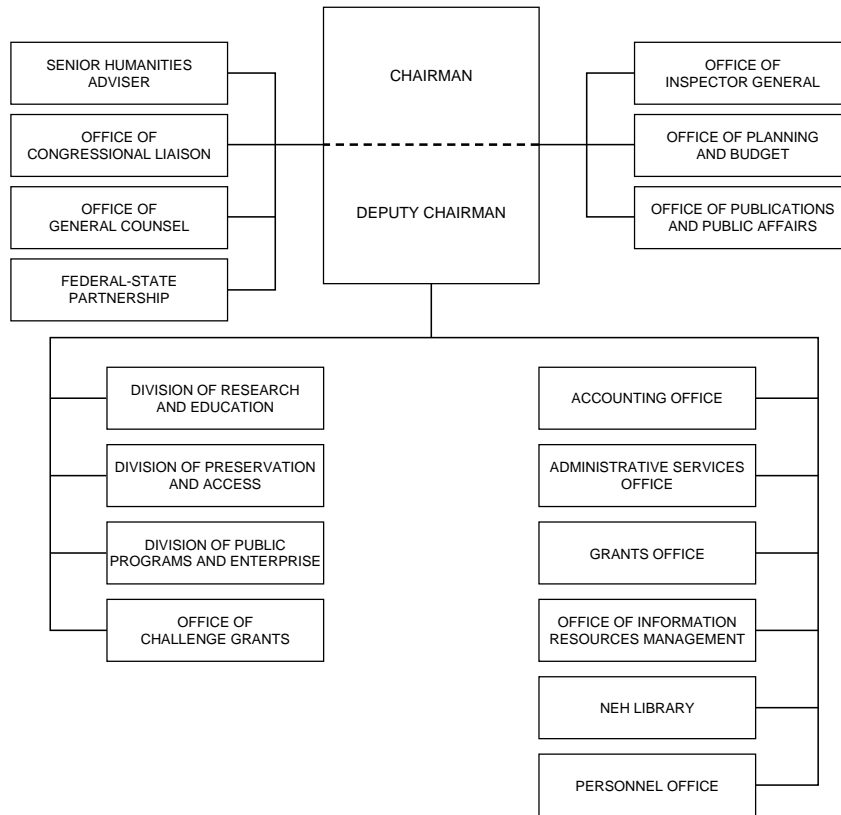 CHAIRMAN
DEPUTY CHAIRMAN
SENIOR HUMANITIES
ADVISER
OFFICE OF
CONGRESSIONAL LIAISON
OFFICE OF
GENERAL COUNSEL
FEDERAL-STATE
PARTNERSHIP
OFFICE OF
INSPECTOR GENERAL
OFFICE OF PLANNING
AND BUDGET
OFFICE OF PUBLICATIONS
AND PUBLIC AFFAIRS
DIVISION OF RESEARCH
AND EDUCATION
DIVISION OF PRESERVATION
AND ACCESS
DIVISION OF PUBLIC
PROGRAMS AND ENTERPRISE
OFFICE OF
CHALLENGE GRANTS
ACCOUNTING OFFICE
ADMINISTRATIVE SERVICES
OFFICE
GRANTS OFFICE
OFFICE OF INFORMATION
RESOURCES MANAGEMENT
NEH LIBRARY
PERSONNEL OFFICE